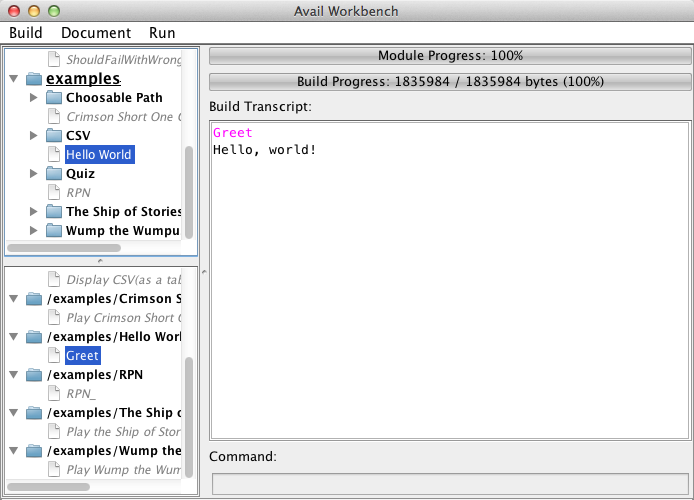 Avail Workbench
Build Document Run
ShouldFailWithWrong
examples
Choosable Path
Crimson Short One
CSV
Hello World
Quiz
RPN
The Ship of Stories
Wump the Wumpu
Display CSV(as a tab
/examples/Crimson S
Play Crimson Short
/examples/Hello Worl
Greet
/examples/RPN
RPN_
/examples/The Ship o
Play the Ship of Stor
/examples/Wump the
Play Wump the Wum
Module Progress: 100%
Build Progress: 1835984 / 1835984 bytes (100%)
Build Transcript:
Greet
Hello, world!
Command: